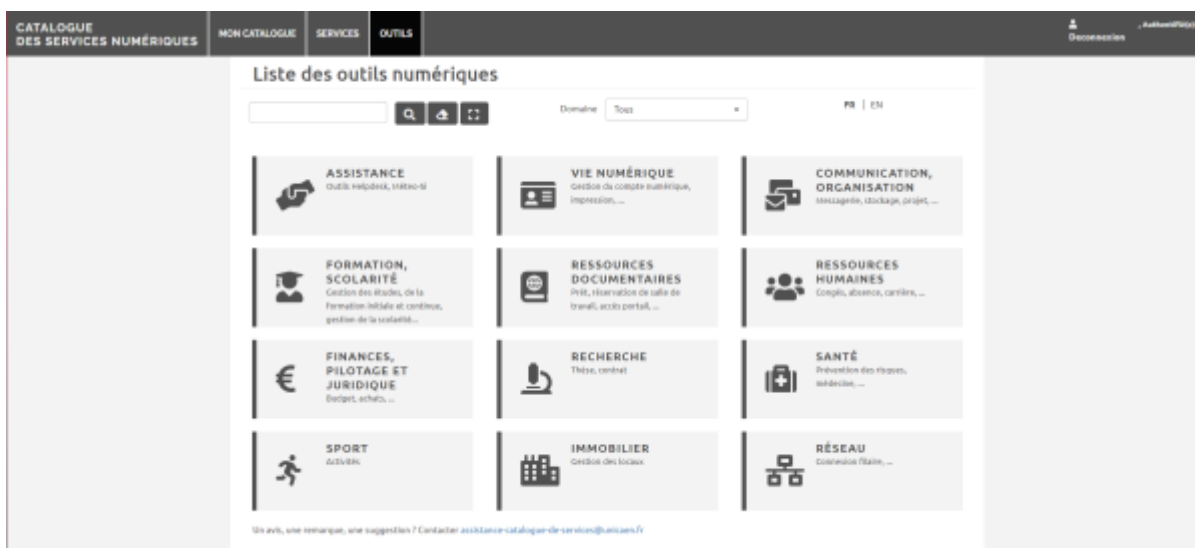 CATALOGUE
DES SERVICES NUMÉRIQUES
MON CATALOGUE
SERVICES
OUTILS
Deconnexion
Liste des outils numériques
Domaine
Tous
FR | EN
ASSISTANCE
Outils Helpdesk, Météo-SI
VIE NUMÉRIQUE
Gestion du compte numérique,
impression, ...
COMMUNICATION,
ORGANISATION
Messagerie, stockage, projet, ...
FORMATION,
SCOLARITÉ
Gestion des études, de la
formation initiale et continue,
gestion de la scolarité...
RESSOURCES
DOCUMENTAIRES
Prêt, réservation de salle de
travail, accès portail, ...
RESSOURCES
HUMAINES
Congés, absence, carrière, ...
FINANCES,
PILOTAGE ET
JURIDIQUE
Budget, achats, ...
RECHERCHE
Thèse, contrat
SANTÉ
Prévention des risques,
médecine, ...
SPORT
Activités
IMMOBILIER
Gestion des locaux
RÉSEAU
Connexion filaire, ...
Un avis, une remarque, une suggestion ? Contacter assistance-catalogue-de-services@unicaen.fr